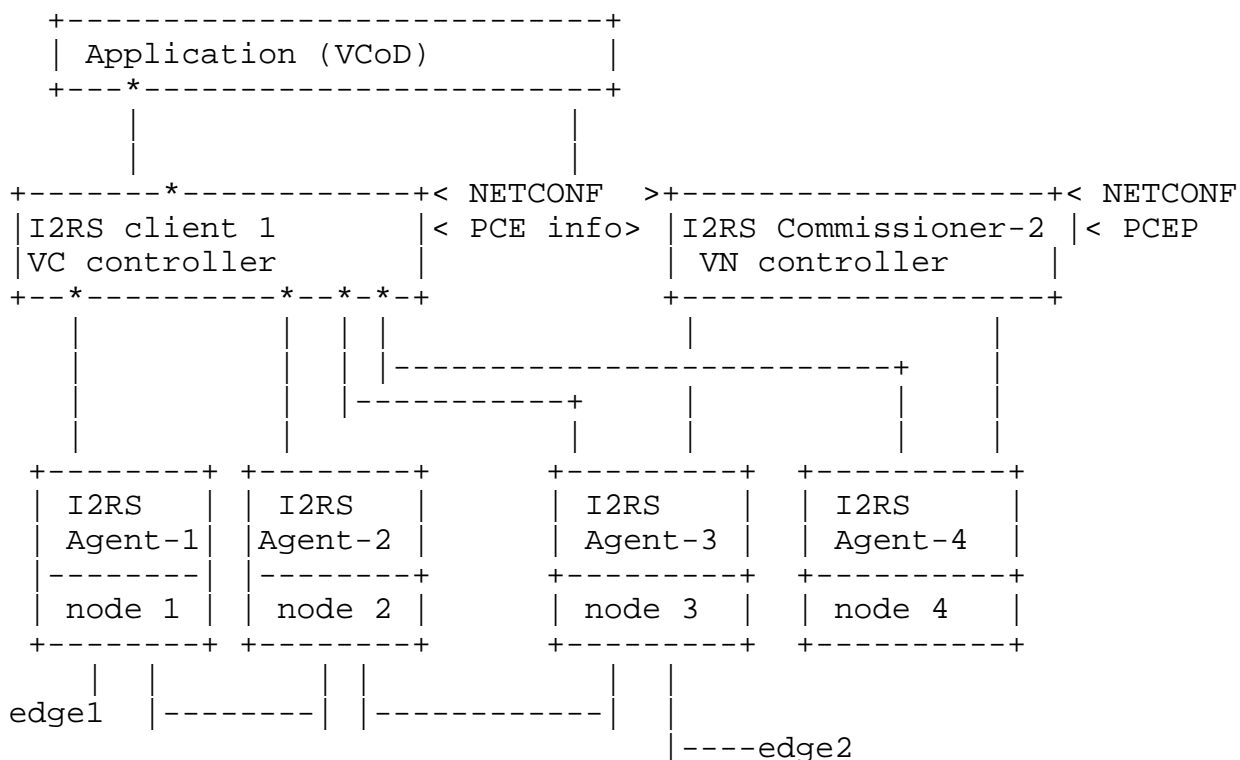 Application (VCoD)
< NETCONF > < NETCONF
I2RS client 1 < PCE info> I2RS Commissioner-2 < PCEP
VC controller VN controller
I2RS I2RS I2RS I2RS
Agent-1 Agent-2 Agent-3 Agent-4
node 1 node 2 node 3 node 4
edge1
edge2